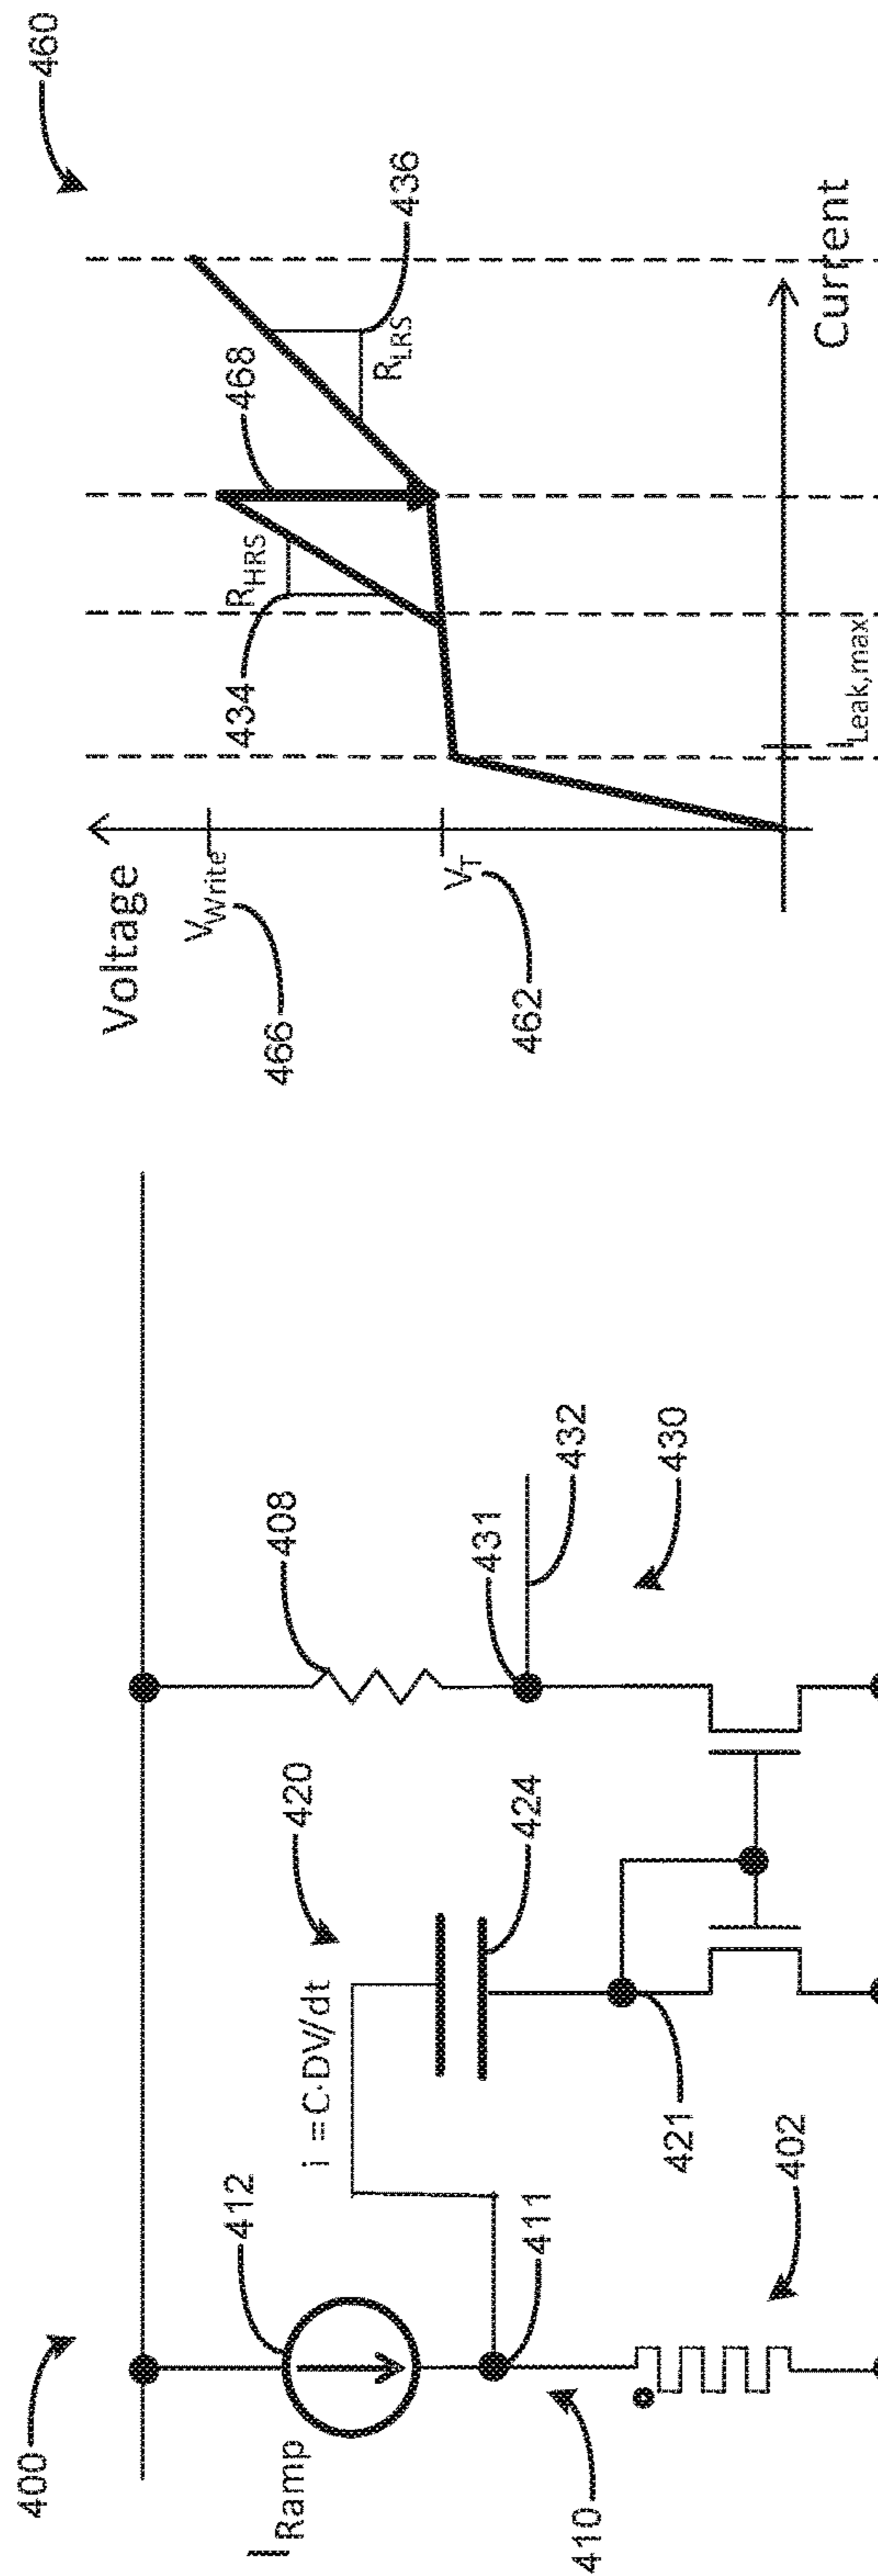 400
I_Ramp
412
i = C·DV/dt
420
408
424
411
410
421
402
431
432
430
460
Voltage
V_Write
466
V_T
462
434
R_HRS
468
R_LRS
436
I_Leak,max
Current